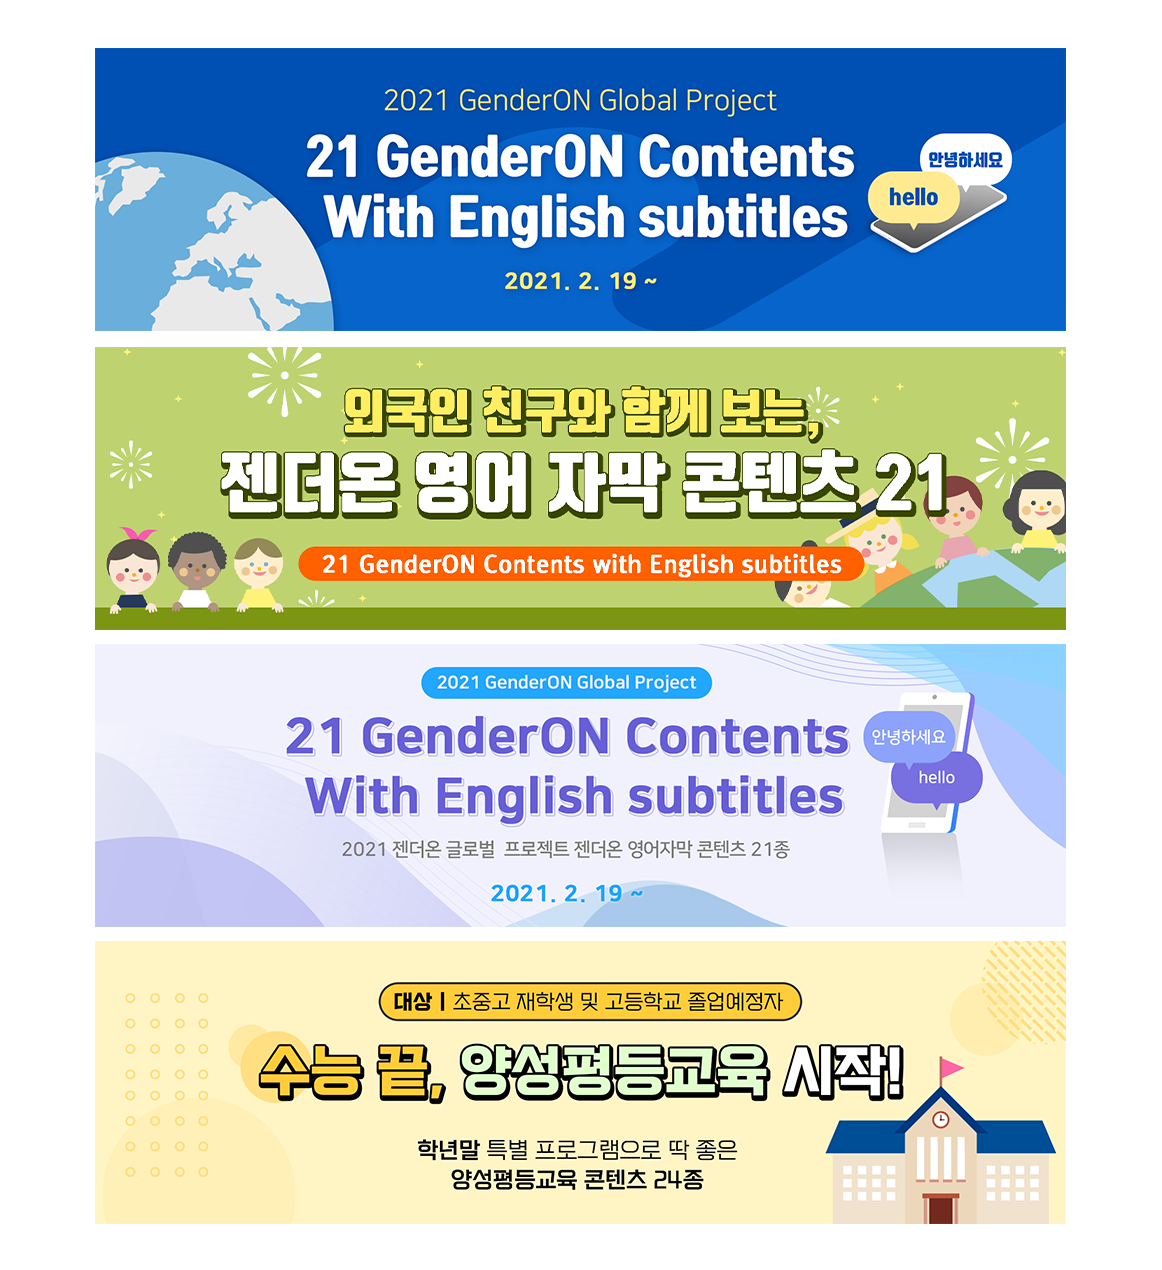 2021 GenderON Global Project
21 GenderON Contents
With English subtitles
2021. 2. 19 ~
안녕하세요
hello
외국인 친구와 함께 보는,
젠더온 영어 자막 콘텐츠 21
21 GenderON Contents with English subtitles
2021 GenderON Global Project
21 GenderON Contents
With English subtitles
2021 젠더온 글로벌 프로젝트 젠더온 영어자막 콘텐츠 21종
2021. 2. 19 ~
안녕하세요
hello
대상 | 초중고 재학생 및 고등학교 졸업예정자
수능 끝, 양성평등교육 시작!
학년말 특별 프로그램으로 딱 좋은
양성평등교육 콘텐츠 24종